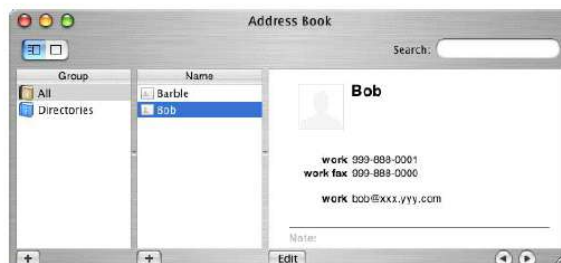 Address Book
Search:
Group
All
Directories
Name
Barble
Bob
Bob
work 999-888-0001
work fax 999-888-0000
work bob@xxx.yyy.com
Note:
+
+
Edit